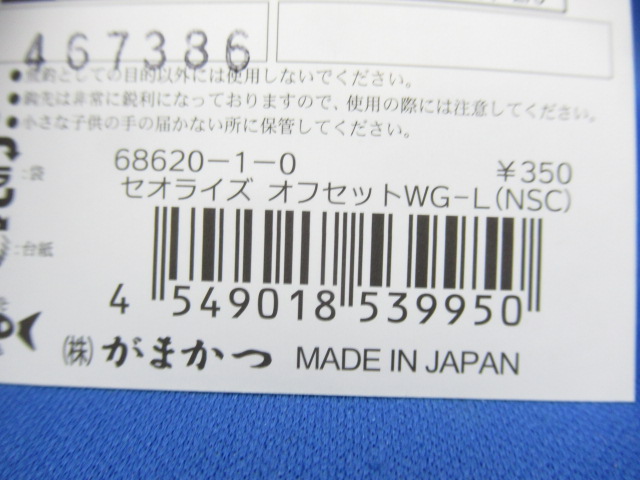 467386
●魚釣としての目的以外には使用しないでください。
●鈎先は非常に鋭利になっておりますので、使用の際には注意してください。
●小さな子供の手の届かない所に保管してください。
:袋
68620-1-0 ¥350
セオライズ オフセットWG-L(NSC)
:台紙
4 549018 539950
㈱がまかつ MADE IN JAPAN